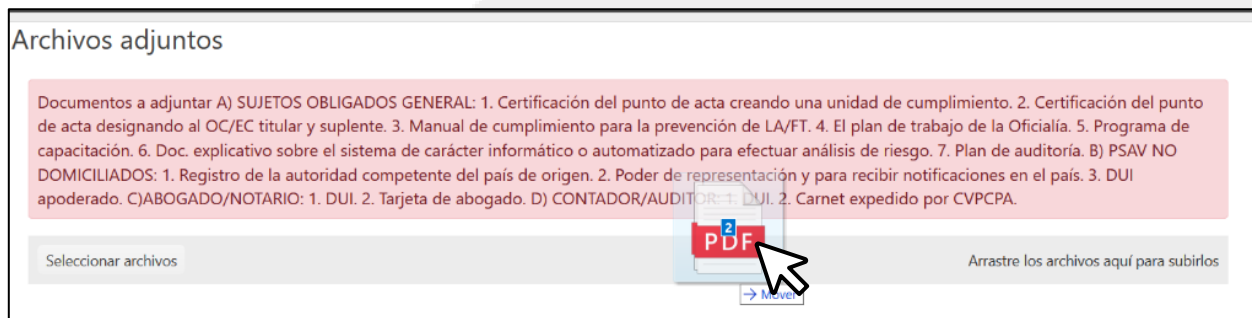 Archivos adjuntos
Documentos a adjuntar A) SUJETOS OBLIGADOS GENERAL: 1. Certificación del punto de acta creando una unidad de cumplimiento. 2. Certificación del punto
de acta designando al OC/EC titular y suplente. 3. Manual de cumplimiento para la prevención de LA/FT. 4. El plan de trabajo de la Oficialía. 5. Programa de
capacitación. 6. Doc. explicativo sobre el sistema de carácter informático o automatizado para efectuar análisis de riesgo. 7. Plan de auditoría. B) PSAV NO
DOMICILIADOS: 1. Registro de la autoridad competente del país de origen. 2. Poder de representación y para recibir notificaciones en el país. 3. DUI
apoderado. C)ABOGADO/NOTARIO: 1. DUI. 2. Tarjeta de abogado. D) CONTADOR/AUDITOR: 1. DUI. 2. Carnet expedido por CVPCPA.
2
PDF
Seleccionar archivos
Arrastre los archivos aquí para subirlos
→ Mover